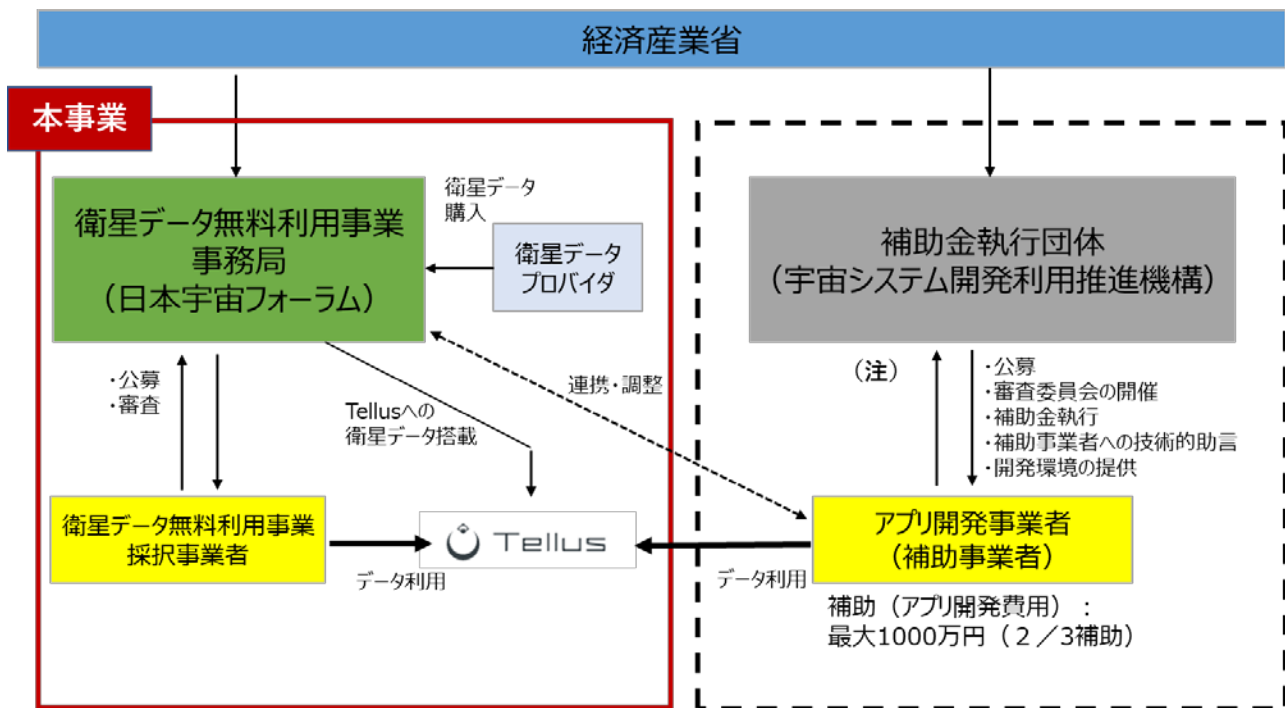 経済産業省
本事業
衛星データ無料利用事業
事務局
（日本宇宙フォーラム）
衛星データ
購入
衛星データ
プロバイダ
補助金執行団体
（宇宙システム開発利用推進機構）
・公募
・審査
Tellusへの
衛星データ搭載
連携・調整
（注）
・公募
・審査委員会の開催
・補助金執行
・補助事業者への技術的助言
・開発環境の提供
衛星データ無料利用事業
採択事業者
Tellus
アプリ開発事業者
（補助事業者）
データ利用
データ利用
補助（アプリ開発費用）：
最大1000万円（２／3補助）